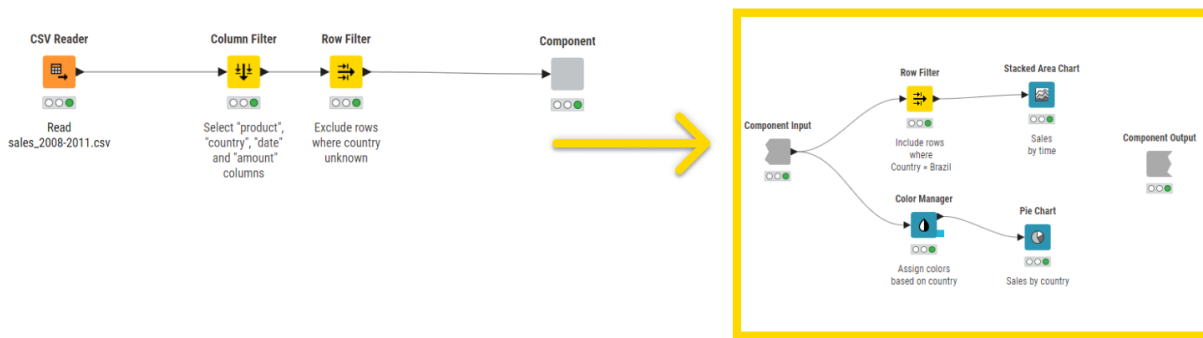 CSV Reader
Read
sales_2008-2011.csv
Column Filter
Select "product",
"country", "date"
and "amount"
columns
Row Filter
Exclude rows
where country
unknown
Component
Component Input
Row Filter
Include rows
where
Country = Brazil
Stacked Area Chart
Sales
by time
Color Manager
Assign colors
based on country
Pie Chart
Sales by country
Component Output